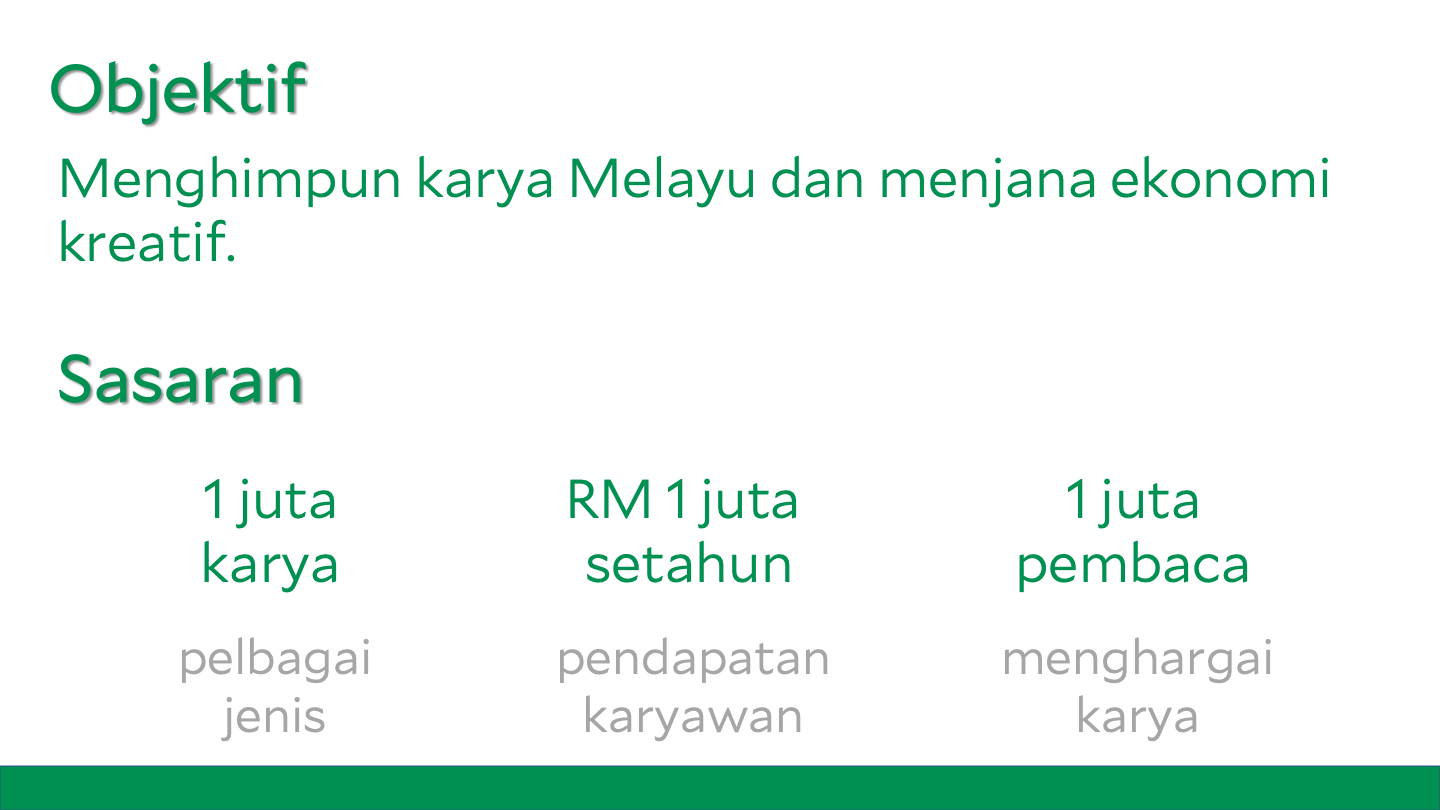 Objektif
Menghimpun karya Melayu dan menjana ekonomi
kreatif.
Sasaran
1 juta
karya
pelbagai
jenis
RM 1 juta
setahun
pendapatan
karyawan
1 juta
pembaca
menghargai
karya